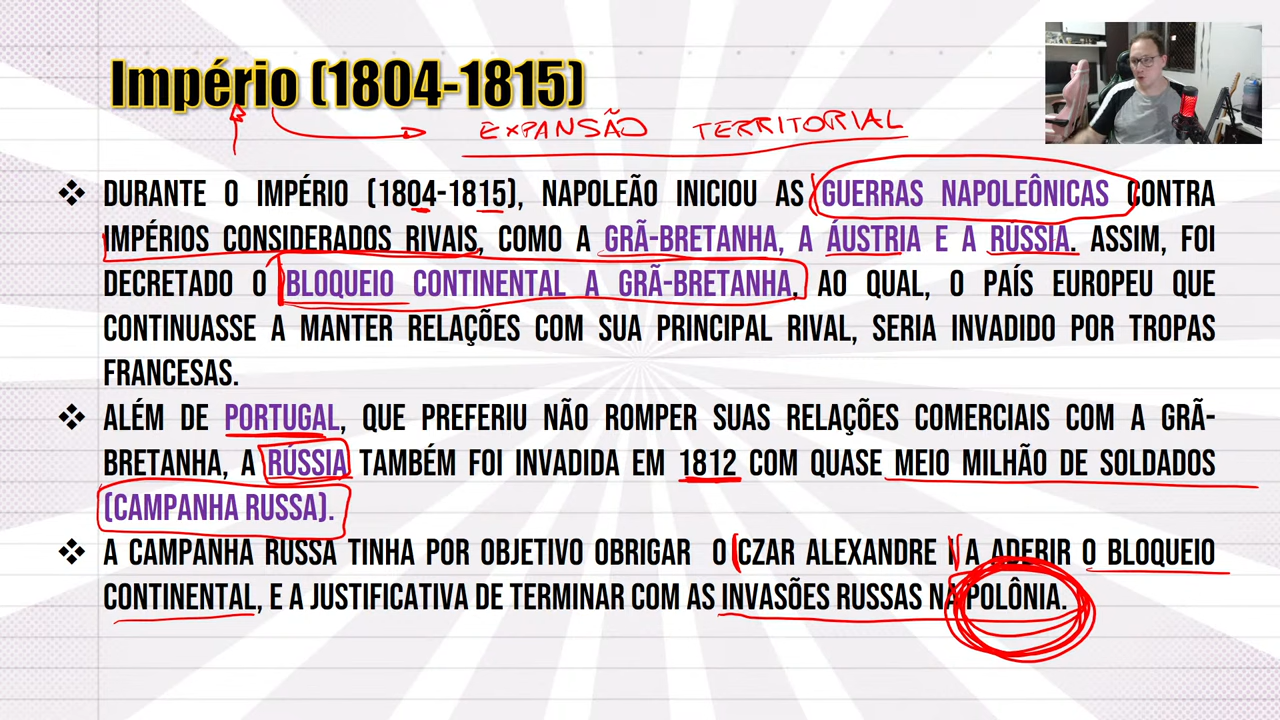 Império (1804-1815)
EXPANSÃO TERRITORIAL
❖ DURANTE O IMPÉRIO (1804-1815), NAPOLEÃO INICIOU AS GUERRAS NAPOLEÔNICAS CONTRA
IMPÉRIOS CONSIDERADOS RIVAIS, COMO A GRÃ-BRETANHA, A ÁUSTRIA E A RÚSSIA. ASSIM, FOI
DECRETADO O BLOQUEIO CONTINENTAL A GRÃ-BRETANHA, AO QUAL, O PAÍS EUROPEU QUE
CONTINUASSE A MANTER RELAÇÕES COM SUA PRINCIPAL RIVAL, SERIA INVADIDO POR TROPAS
FRANCESAS.
❖ ALÉM DE PORTUGAL, QUE PREFERIU NÃO ROMPER SUAS RELAÇÕES COMERCIAIS COM A GRÃ-
BRETANHA, A RÚSSIA TAMBÉM FOI INVADIDA EM 1812 COM QUASE MEIO MILHÃO DE SOLDADOS
(CAMPANHA RUSSA).
❖ A CAMPANHA RUSSA TINHA POR OBJETIVO OBRIGAR O CZAR ALEXANDRE I A ADERIR O BLOQUEIO
CONTINENTAL, E A JUSTIFICATIVA DE TERMINAR COM AS INVASÕES RUSSAS NA POLÔNIA.